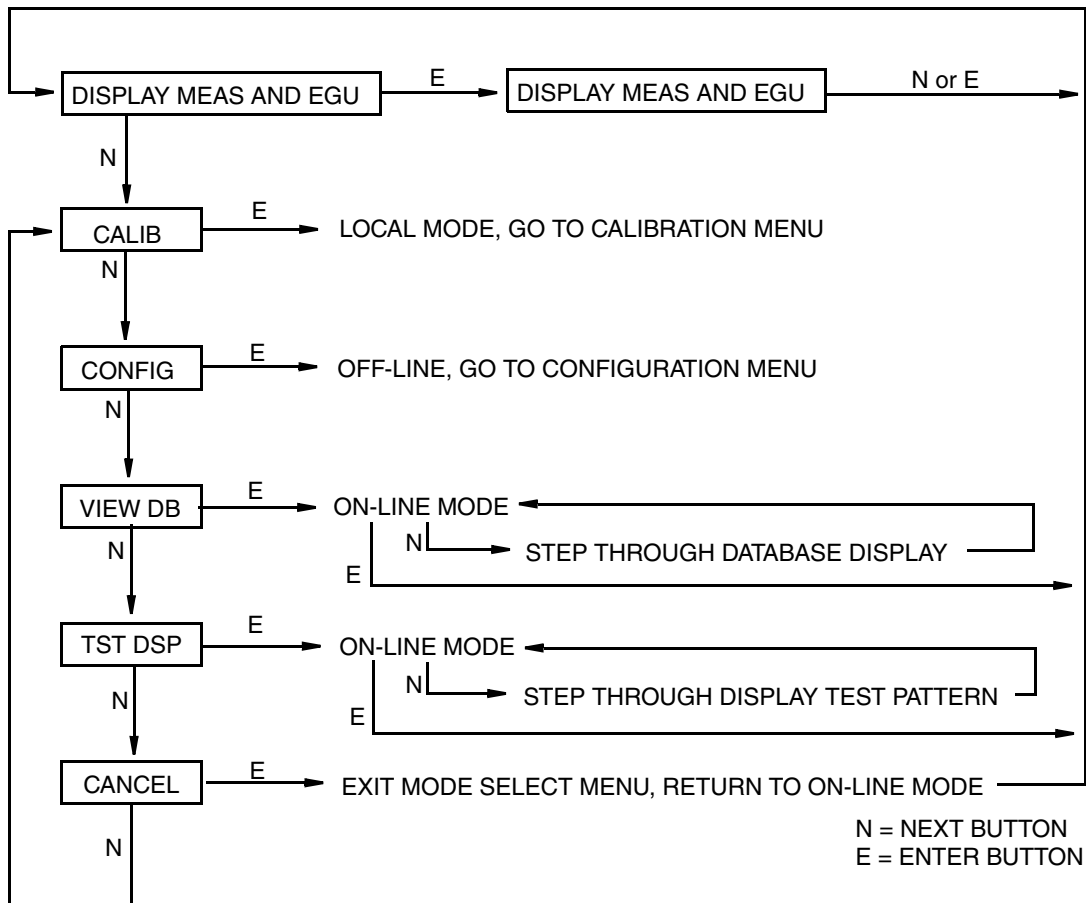 DISPLAY MEAS AND EGU
E
DISPLAY MEAS AND EGU
N or E
N
CALIB
E
LOCAL MODE, GO TO CALIBRATION MENU
N
CONFIG
E
OFF-LINE, GO TO CONFIGURATION MENU
N
VIEW DB
E
ON-LINE MODE
N
STEP THROUGH DATABASE DISPLAY
E
N
TST DSP
E
ON-LINE MODE
N
STEP THROUGH DISPLAY TEST PATTERN
E
N
CANCEL
E
EXIT MODE SELECT MENU, RETURN TO ON-LINE MODE
N
N = NEXT BUTTON
E = ENTER BUTTON